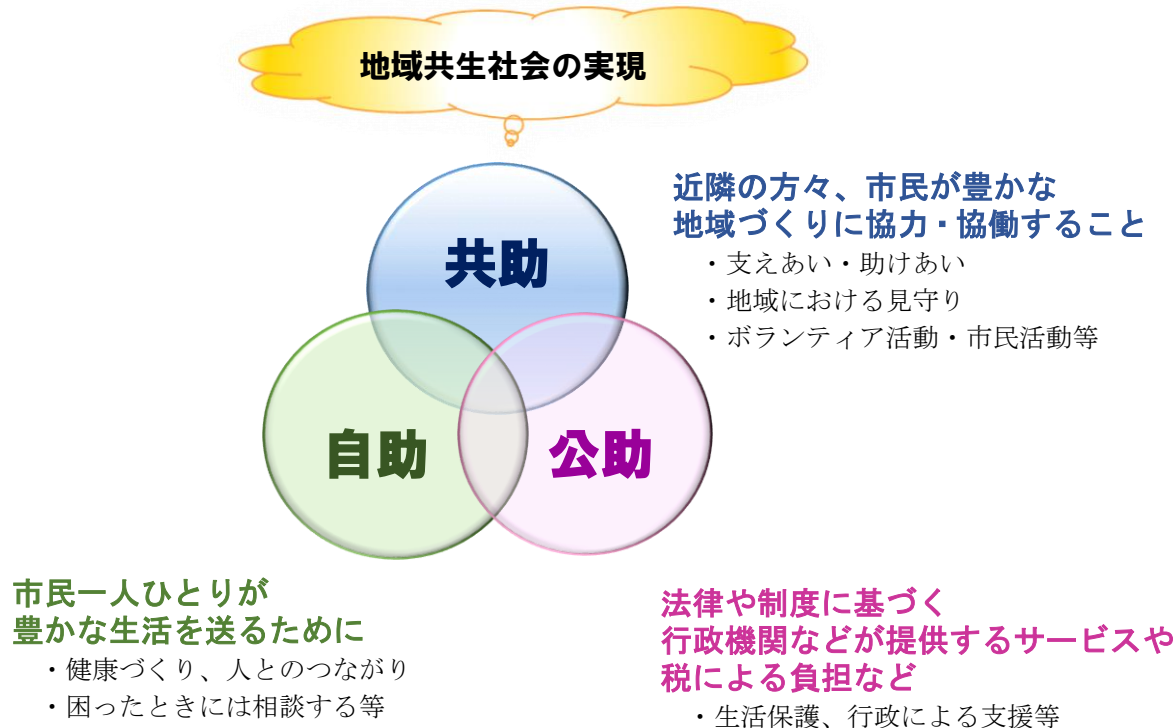 地域共生社会の実現
共助
近隣の方々、市民が豊かな
地域づくりに協力・協働すること
・支えあい・助けあい
・地域における見守り
・ボランティア活動・市民活動等
自助
公助
市民一人ひとりが
豊かな生活を送るために
・健康づくり、人とのつながり
・困ったときには相談する等
法律や制度に基づく
行政機関などが提供するサービスや
税による負担など
・生活保護、行政による支援等